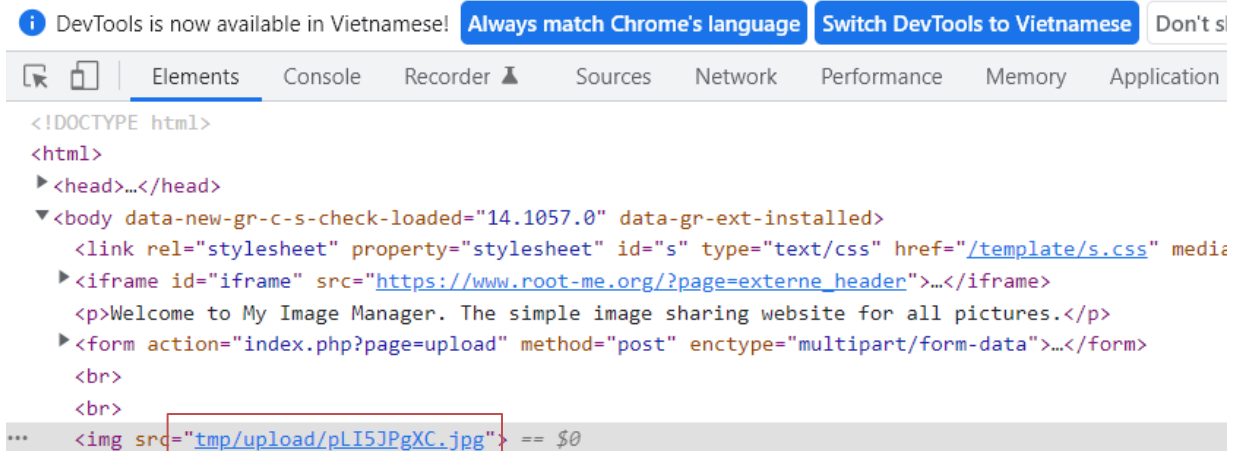 DevTools is now available in Vietnamese! Always match Chrome's language Switch DevTools to Vietnamese Don't
Elements Console Recorder Sources Network Performance Memory Application
<!DOCTYPE html>
<html>
<head>…</head>
<body data-new-gr-c-s-check-loaded="14.1057.0" data-gr-ext-installed>
<link rel="stylesheet" property="stylesheet" id="s" type="text/css" href="/template/s.css" media
<iframe id="iframe" src="https://www.root-me.org/?page=externe_header">…</iframe>
<p>Welcome to My Image Manager. The simple image sharing website for all pictures.</p>
<form action="index.php?page=upload" method="post" enctype="multipart/form-data">…</form>
<br>
<br>
··· <img src="tmp/upload/pLI5JPgXC.jpg"> == $0